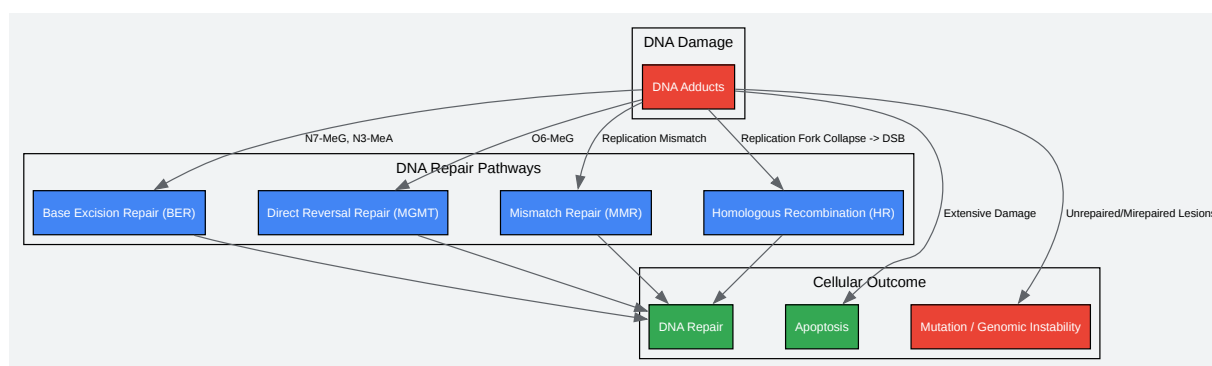 DNA Damage
DNA Adducts
N7-MeG, N3-MeA
O6-MeG
Replication Mismatch
Replication Fork Collapse -> DSB
DNA Repair Pathways
Base Excision Repair (BER)
Direct Reversal Repair (MGMT)
Mismatch Repair (MMR)
Homologous Recombination (HR)
Extensive Damage
Unrepaired/Mirepaired Lesions
Cellular Outcome
DNA Repair
Apoptosis
Mutation / Genomic Instability